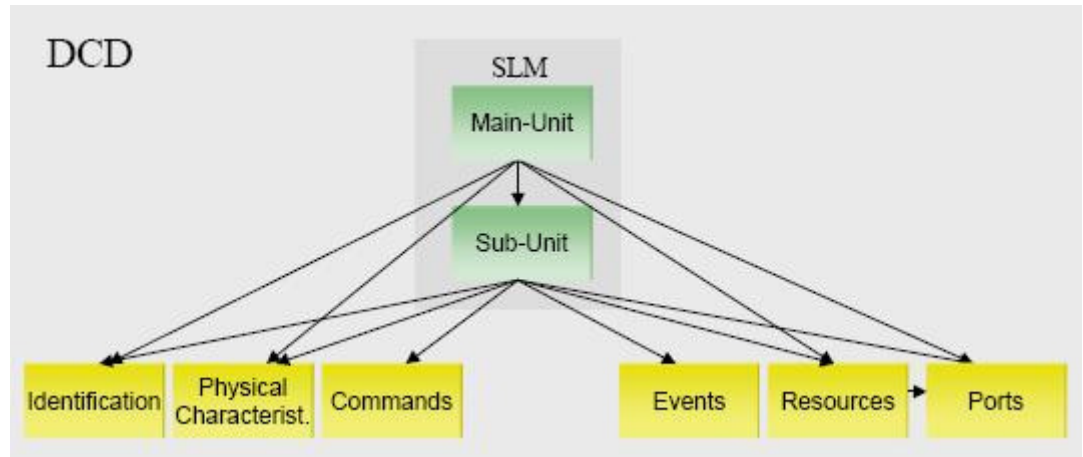 DCD
SLM
Main-Unit
Sub-Unit
Identification
Physical
Characterist.
Commands
Events
Resources
Ports